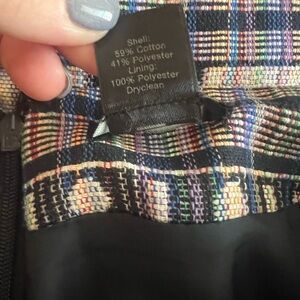 Shell:
59% Cotton
41% Polyester
Lining:
100% Polyester
Dryclean